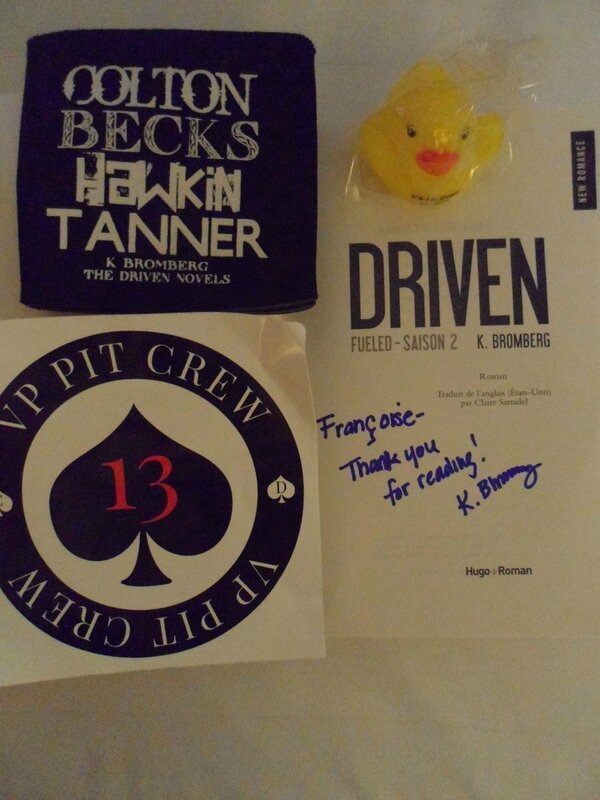 COLTON
BECKS
HAWKIN
TANNER
K BROMBERG
THE DRIVEN NOVELS
NEW ROMANCE
DRIVEN
FUELED – SAISON 2 K. BROMBERG
Roman
Traduit de l'anglais (États-Unis)
par Claire Sarradel
Françoise-
Thank you
for reading!
K. Bromberg
Hugo Roman
VP PIT CREW
13
D
VP PIT CREW